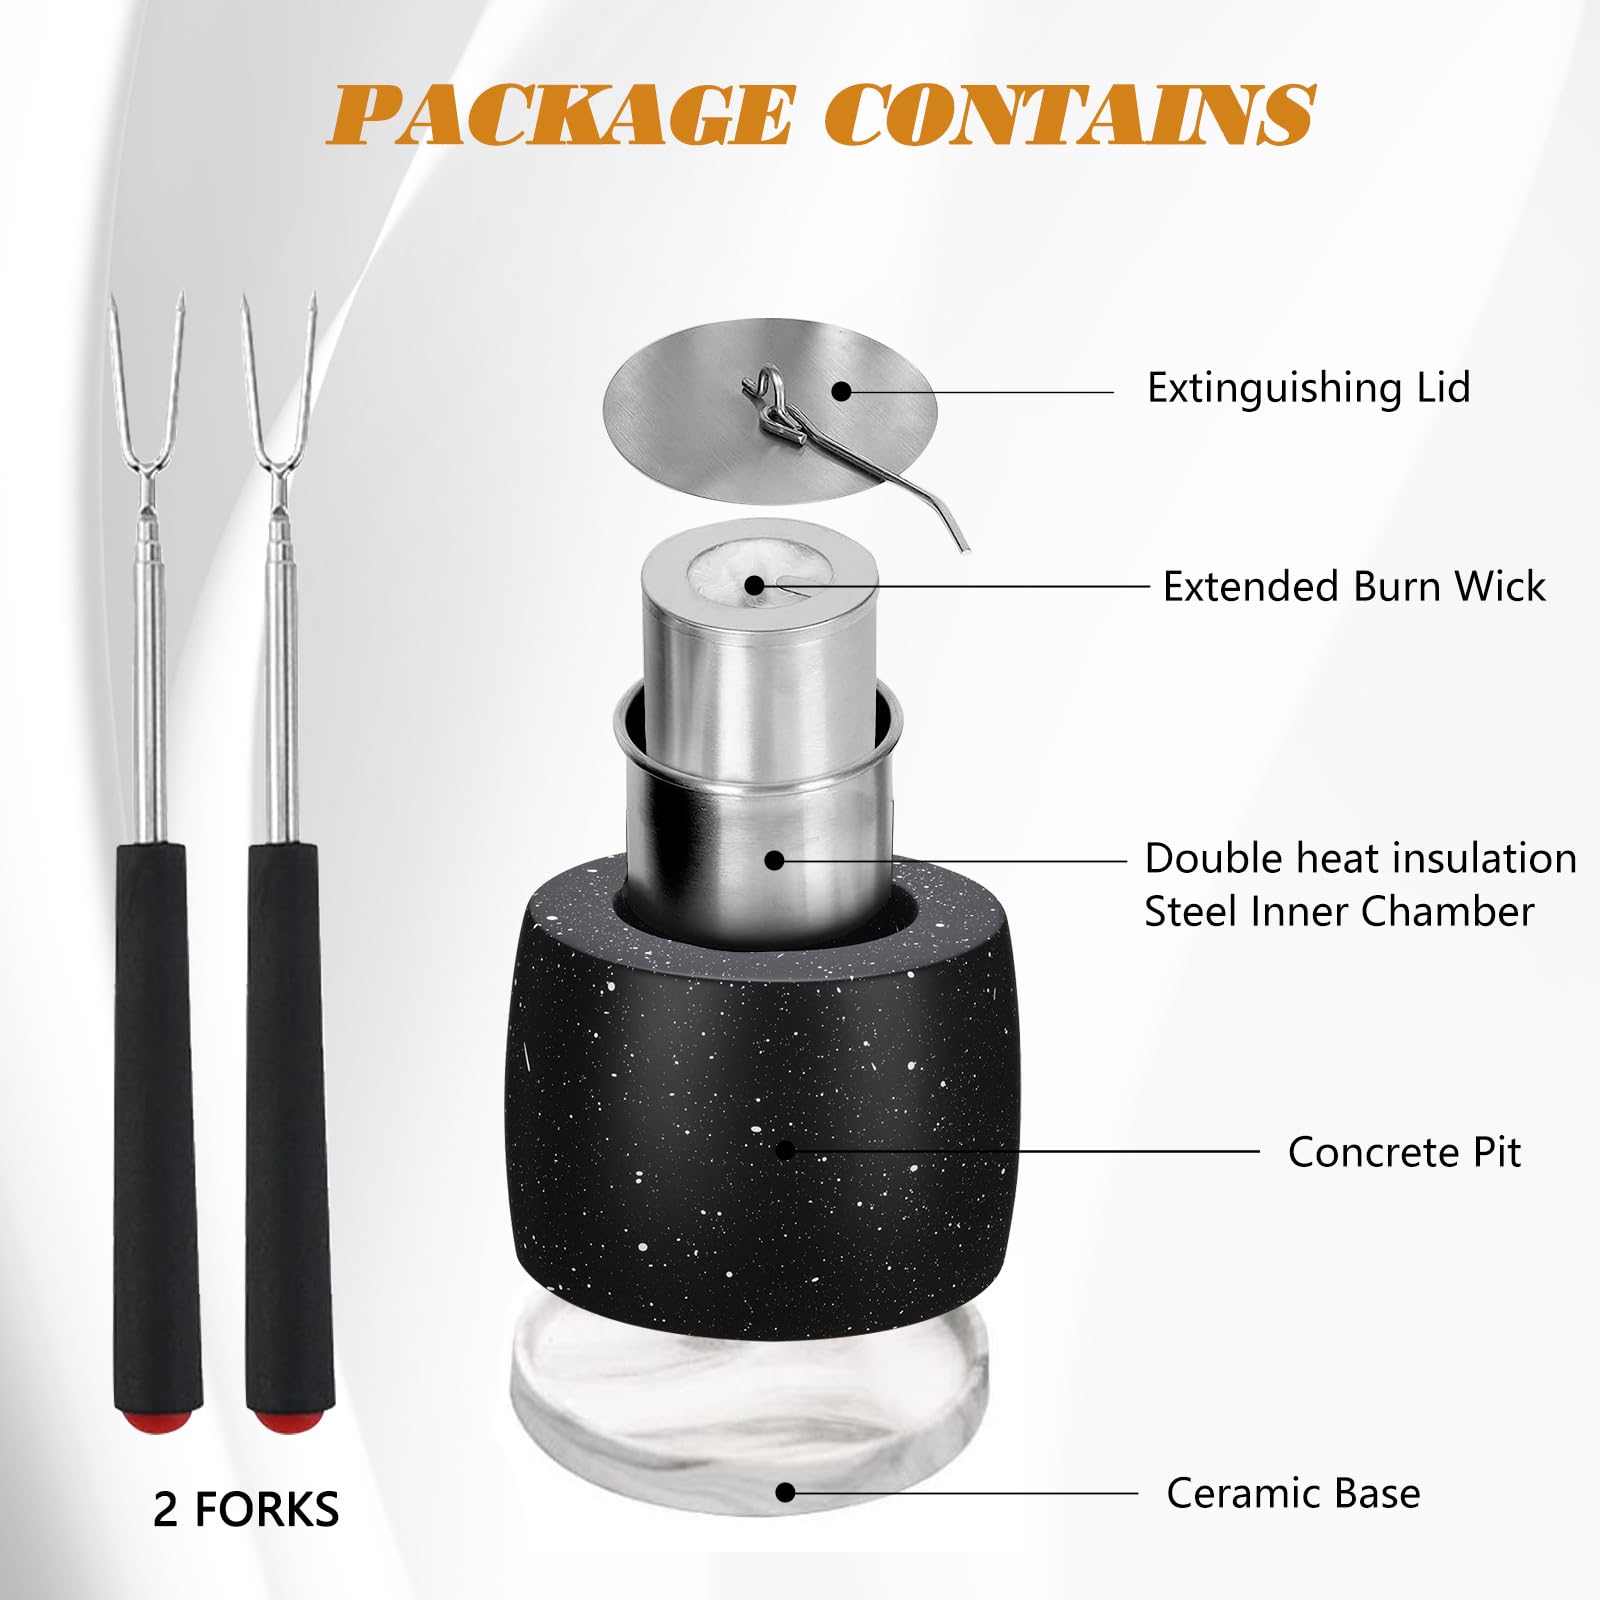 PACKAGE CONTAINS
Extinguishing Lid
Extended Burn Wick
Double heat insulation
Steel Inner Chamber
Concrete Pit
Ceramic Base
2 FORKS